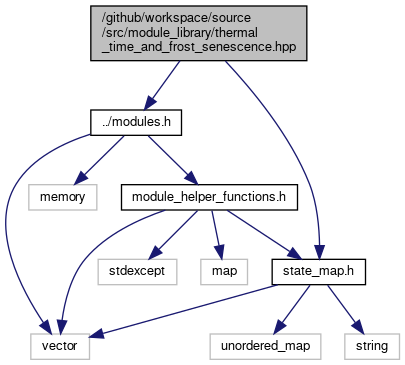 /github/workspace/source
/src/module_library/thermal
_time_and_frost_senescence.hpp
../modules.h
memory
module_helper_functions.h
stdexcept
map
state_map.h
vector
unordered_map
string